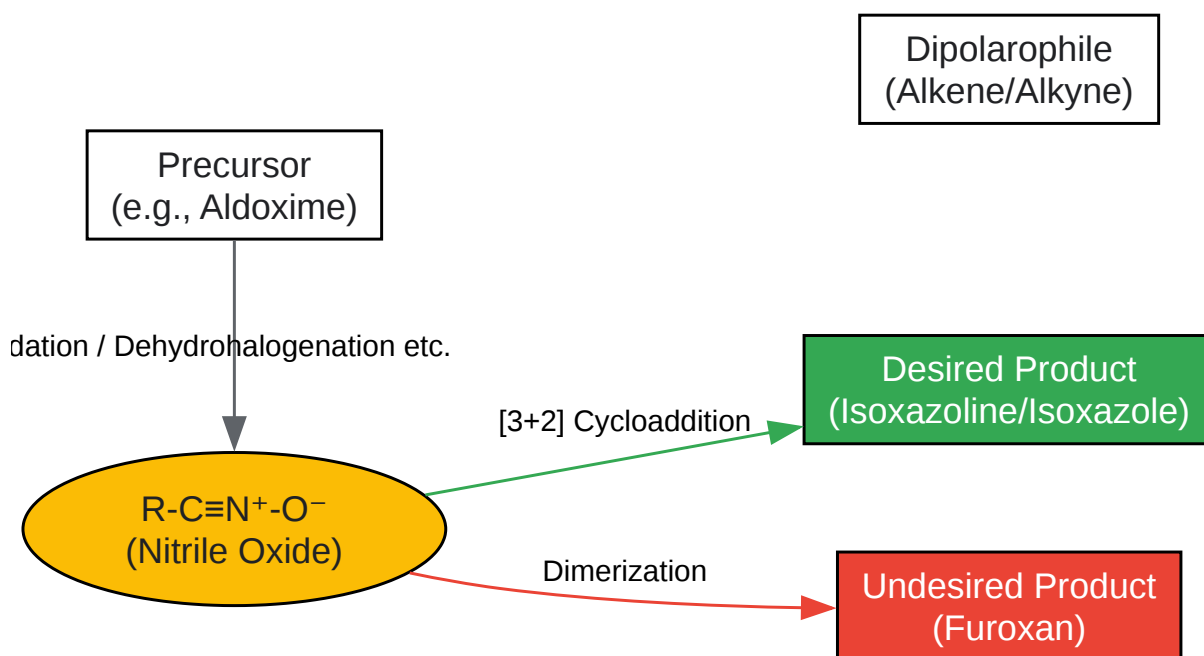 Dipolarophile
(Alkene/Alkyne)
Precursor
(e.g., Aldoxime)
/ Dehydrohalogenation etc.
Desired Product
(Isoxazoline/Isoxazole)
[3+2] Cycloaddition
R-C≡N⁺-O⁻
(Nitrile Oxide)
Dimerization
Undesired Product
(Furoxan)